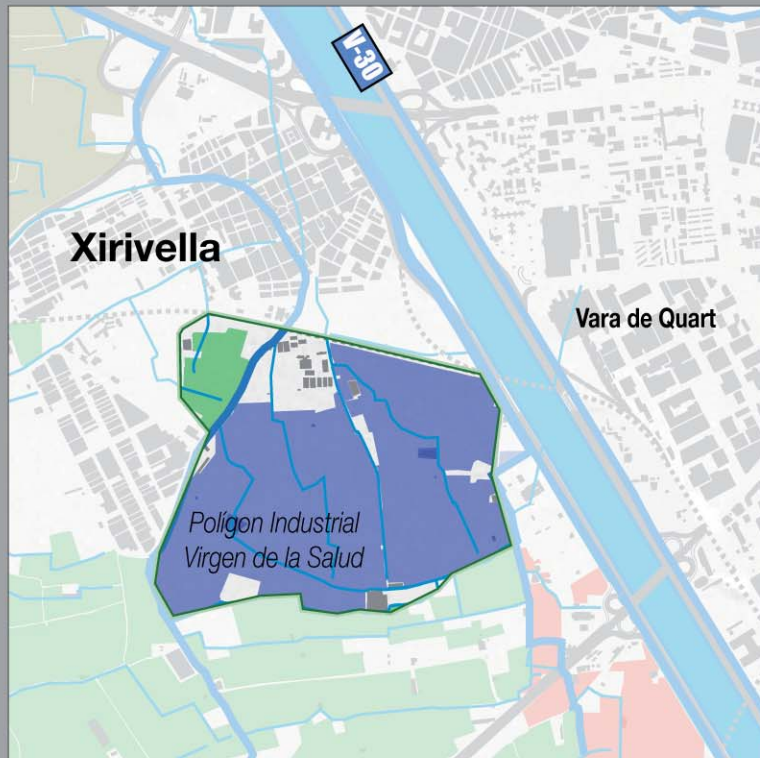 V-30
Xirivella
Vara de Quart
Polígon Industrial
Virgen de la Salud